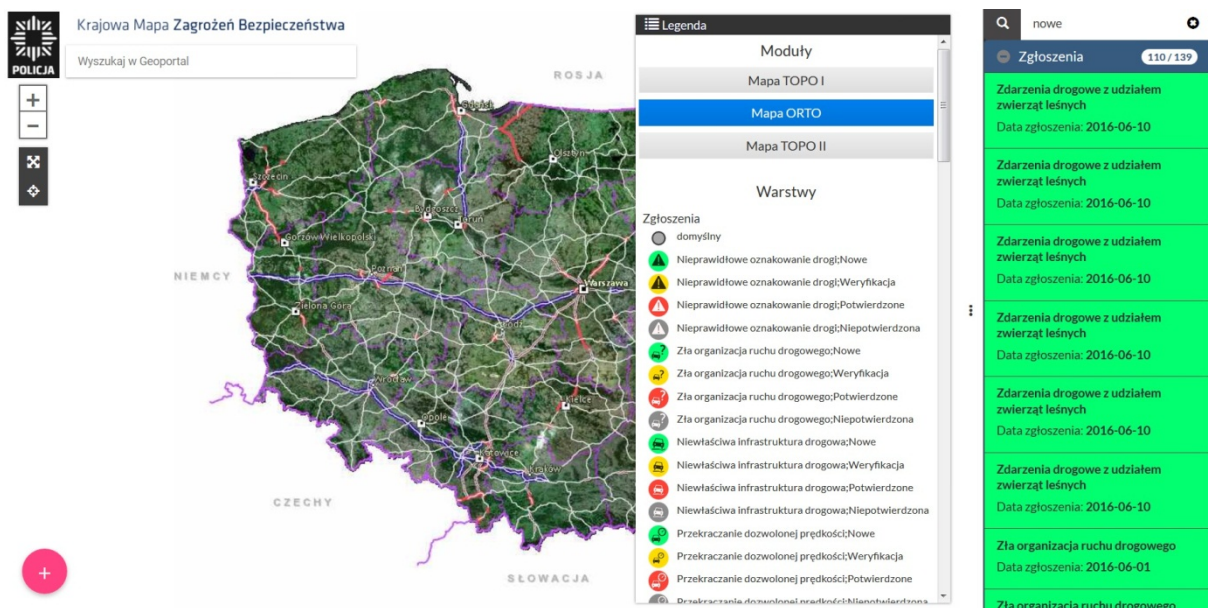 POLICJA
Krajowa Mapa Zagrożeń Bezpieczeństwa
Wyszukaj w Geoportal
+
−
ROSJA
Gdańsk
Olsztyn
Szczecin
Bydgoszcz
Toruń
Gorzów Wielkopolski
NIEMCY
Poznań
Warszawa
Zielona Góra
Łódź
Wrocław
Opole
Kielce
Katowice
Kraków
CZECHY
SŁOWACJA
+
Legenda
Moduły
Mapa TOPO I
Mapa ORTO
Mapa TOPO II
Warstwy
Zgłoszenia
domyślny
Nieprawidłowe oznakowanie drogi;Nowe
Nieprawidłowe oznakowanie drogi;Weryfikacja
Nieprawidłowe oznakowanie drogi;Potwierdzone
Nieprawidłowe oznakowanie drogi;Niepotwierdzona
Zła organizacja ruchu drogowego;Nowe
Zła organizacja ruchu drogowego;Weryfikacja
Zła organizacja ruchu drogowego;Potwierdzone
Zła organizacja ruchu drogowego;Niepotwierdzona
Niewłaściwa infrastruktura drogowa;Nowe
Niewłaściwa infrastruktura drogowa;Weryfikacja
Niewłaściwa infrastruktura drogowa;Potwierdzone
Niewłaściwa infrastruktura drogowa;Niepotwierdzona
Przekraczanie dozwolonej prędkości;Nowe
Przekraczanie dozwolonej prędkości;Weryfikacja
Przekraczanie dozwolonej prędkości;Potwierdzone
Przekraczanie dozwolonej prędkości;Niepotwierdzona
nowe
Zgłoszenia 110 / 139
Zdarzenia drogowe z udziałem
zwierząt leśnych
Data zgłoszenia: 2016-06-10
Zdarzenia drogowe z udziałem
zwierząt leśnych
Data zgłoszenia: 2016-06-10
Zdarzenia drogowe z udziałem
zwierząt leśnych
Data zgłoszenia: 2016-06-10
Zdarzenia drogowe z udziałem
zwierząt leśnych
Data zgłoszenia: 2016-06-10
Zdarzenia drogowe z udziałem
zwierząt leśnych
Data zgłoszenia: 2016-06-10
Zdarzenia drogowe z udziałem
zwierząt leśnych
Data zgłoszenia: 2016-06-10
Zła organizacja ruchu drogowego
Data zgłoszenia: 2016-06-01
Zła organizacja ruchu drogowego